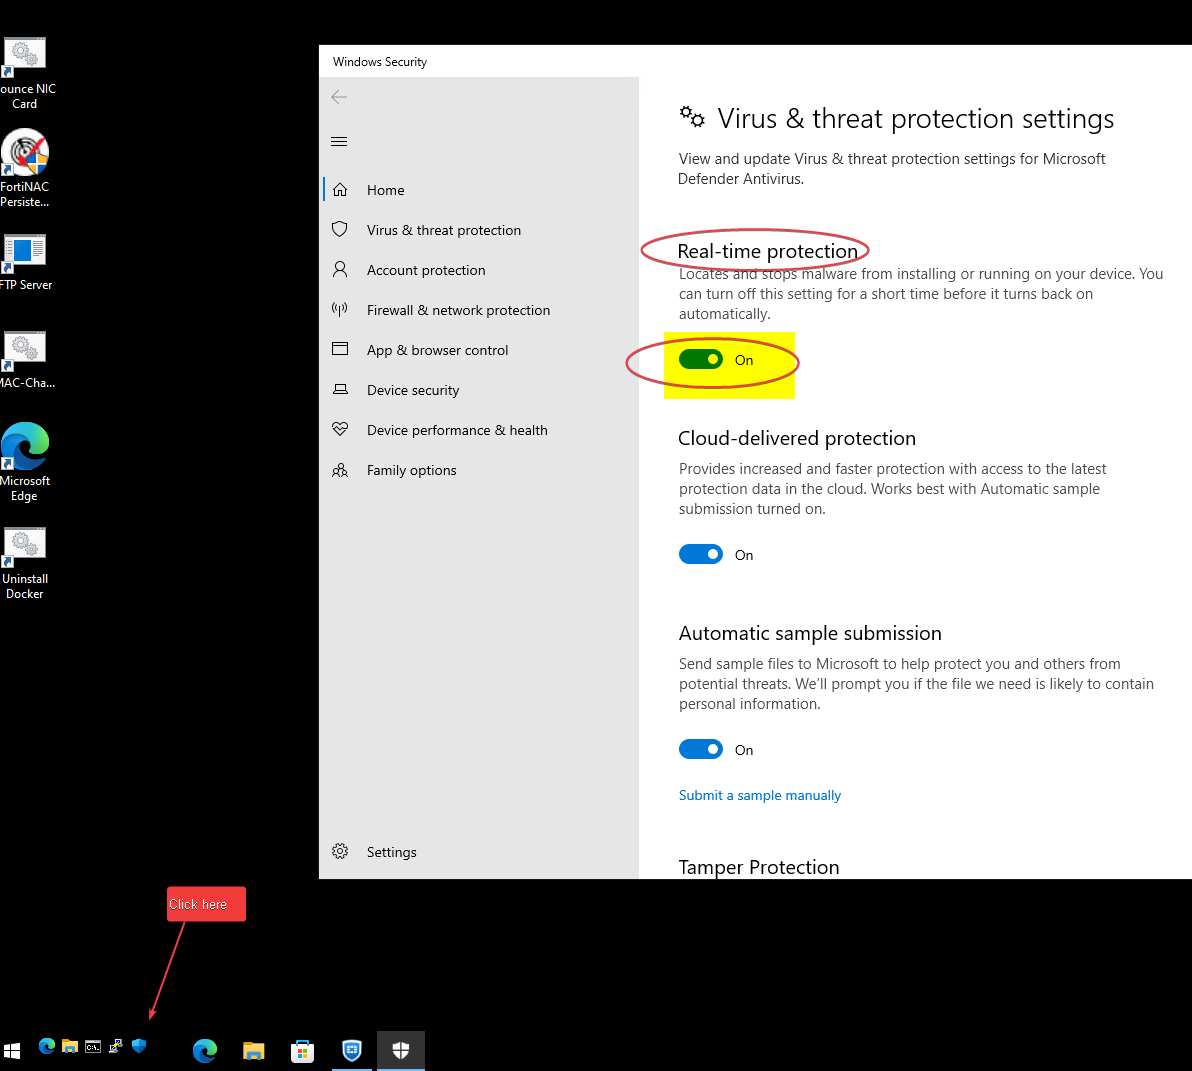 ounce NIC
Card
FortiNAC
Persiste...
FTP Server
MAC-Cha...
Microsoft
Edge
Uninstall
Docker
Windows Security
Home
Virus & threat protection
Account protection
Firewall & network protection
App & browser control
Device security
Device performance & health
Family options
Settings
Virus & threat protection settings
View and update Virus & threat protection settings for Microsoft
Defender Antivirus.
Real-time protection
Locates and stops malware from installing or running on your device. You
can turn off this setting for a short time before it turns back on
automatically.
On
Cloud-delivered protection
Provides increased and faster protection with access to the latest
protection data in the cloud. Works best with Automatic sample
submission turned on.
On
Automatic sample submission
Send sample files to Microsoft to help protect you and others from
potential threats. We’ll prompt you if the file we need is likely to contain
personal information.
On
Submit a sample manually
Tamper Protection
Click here